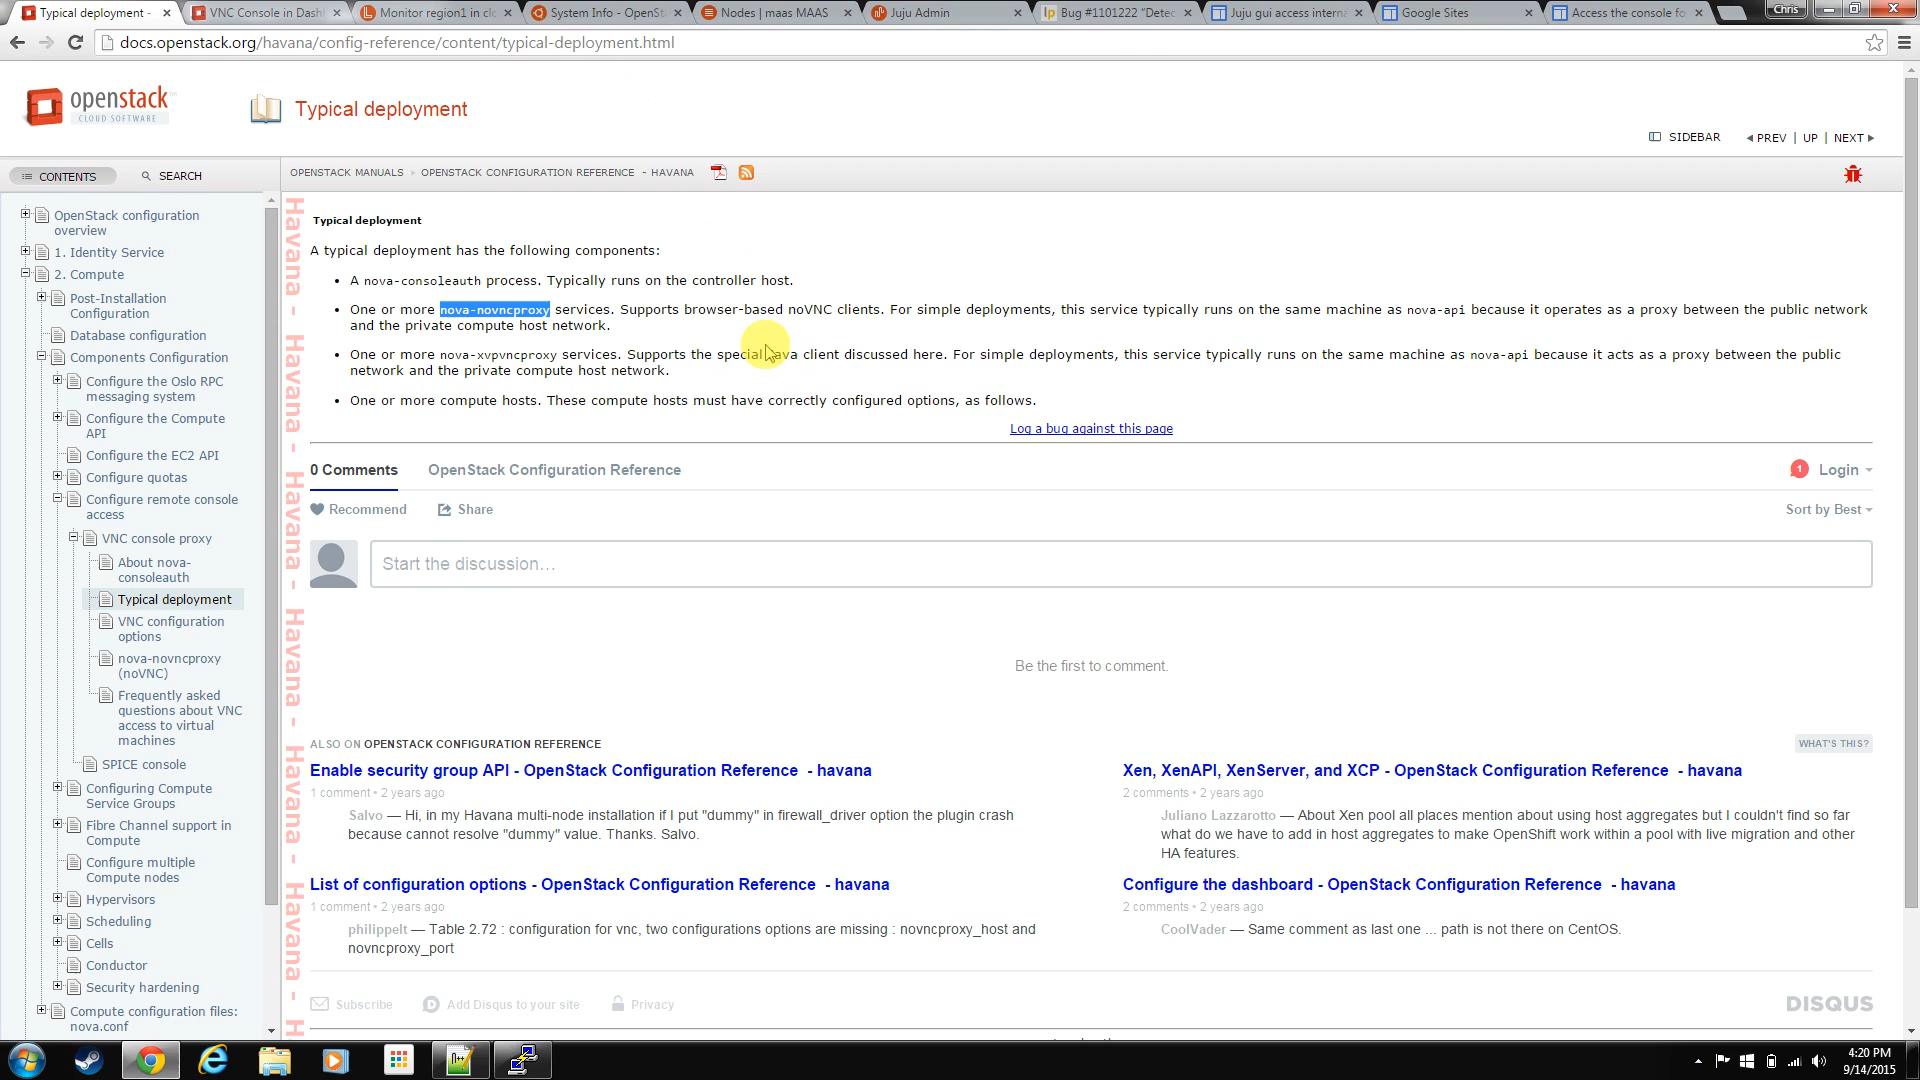 Typical deployment -
VNC Console in Dash
Monitor region1 in clo
System Info - OpenSta
Nodes | maas MAAS
Juju Admin
Bug #1101222 "Detec
Juju gui access interna
Google Sites
Access the console fo
Chris
docs.openstack.org/havana/config-reference/content/typical-deployment.html
openstack
CLOUD SOFTWARE
Typical deployment
SIDEBAR
PREV | UP | NEXT
CONTENTS
SEARCH
OPENSTACK MANUALS
OPENSTACK CONFIGURATION REFERENCE - HAVANA
OpenStack configuration
overview
1. Identity Service
2. Compute
Post-Installation
Configuration
Database configuration
Components Configuration
Configure the Oslo RPC
messaging system
Configure the Compute
API
Configure the EC2 API
Configure quotas
Configure remote console
access
VNC console proxy
About nova-
consoleauth
Typical deployment
VNC configuration
options
nova-novncproxy
(noVNC)
Frequently asked
questions about VNC
access to virtual
machines
SPICE console
Configuring Compute
Service Groups
Fibre Channel support in
Compute
Configure multiple
Compute nodes
Hypervisors
Scheduling
Cells
Conductor
Security hardening
Compute configuration files:
nova.conf
Havana - Havana - Havana - Havana - Havana - Havana - H
Typical deployment
A typical deployment has the following components:
• A nova-consoleauth process. Typically runs on the controller host.
• One or more nova-novncproxy services. Supports browser-based noVNC clients. For simple deployments, this service typically runs on the same machine as nova-api because it operates as a proxy between the public network
and the private compute host network.
• One or more nova-xvpvncproxy services. Supports the special Java client discussed here. For simple deployments, this service typically runs on the same machine as nova-api because it acts as a proxy between the public
network and the private compute host network.
• One or more compute hosts. These compute hosts must have correctly configured options, as follows.
Log a bug against this page
0 Comments
OpenStack Configuration Reference
1
Login
Recommend
Share
Sort by Best
Start the discussion…
Be the first to comment.
ALSO ON OPENSTACK CONFIGURATION REFERENCE
WHAT'S THIS?
Enable security group API - OpenStack Configuration Reference - havana
1 comment • 2 years ago
Salvo — Hi, in my Havana multi-node installation if I put "dummy" in firewall_driver option the plugin crash
because cannot resolve "dummy" value. Thanks. Salvo.
Xen, XenAPI, XenServer, and XCP - OpenStack Configuration Reference - havana
2 comments • 2 years ago
Juliano Lazzarotto — About Xen pool all places mention about using host aggregates but I couldn't find so far
what do we have to add in host aggregates to make OpenShift work within a pool with live migration and other
HA features.
List of configuration options - OpenStack Configuration Reference - havana
1 comment • 2 years ago
philippelt — Table 2.72 : configuration for vnc, two configurations options are missing : novncproxy_host and
novncproxy_port
Configure the dashboard - OpenStack Configuration Reference - havana
2 comments • 2 years ago
CoolVader — Same comment as last one ... path is not there on CentOS.
Subscribe
Add Disqus to your site
Privacy
DISQUS
4:20 PM
9/14/2015